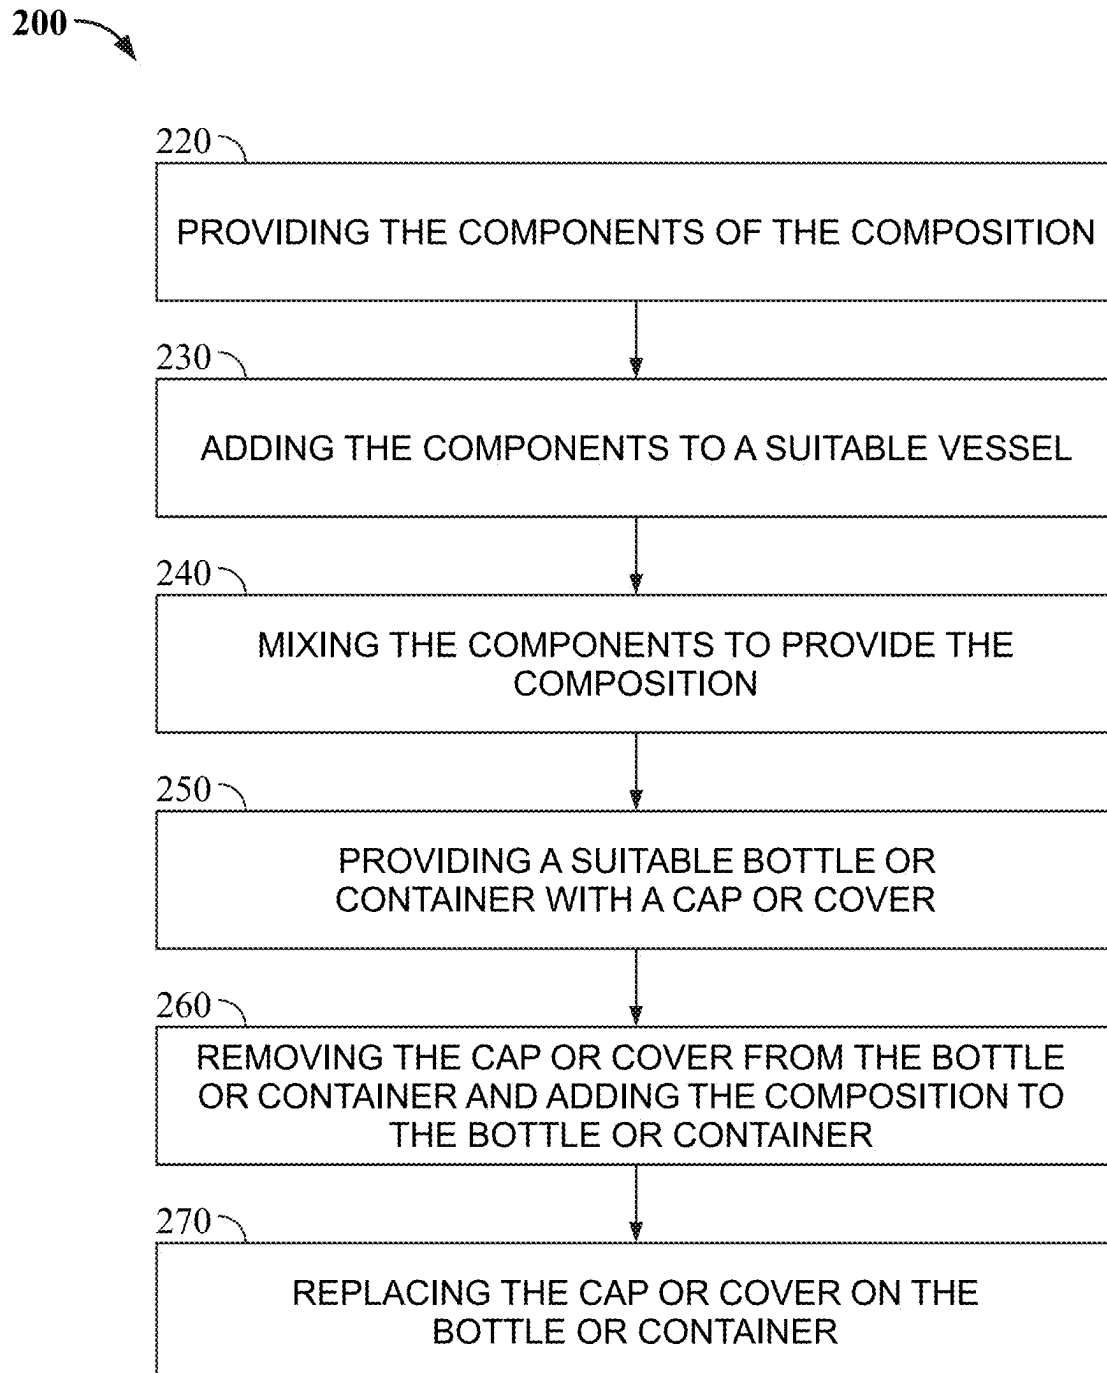 200
220
PROVIDING THE COMPONENTS OF THE COMPOSITION
230
ADDING THE COMPONENTS TO A SUITABLE VESSEL
240
MIXING THE COMPONENTS TO PROVIDE THE
COMPOSITION
250
PROVIDING A SUITABLE BOTTLE OR
CONTAINER WITH A CAP OR COVER
260
REMOVING THE CAP OR COVER FROM THE BOTTLE
OR CONTAINER AND ADDING THE COMPOSITION TO
THE BOTTLE OR CONTAINER
270
REPLACING THE CAP OR COVER ON THE
BOTTLE OR CONTAINER